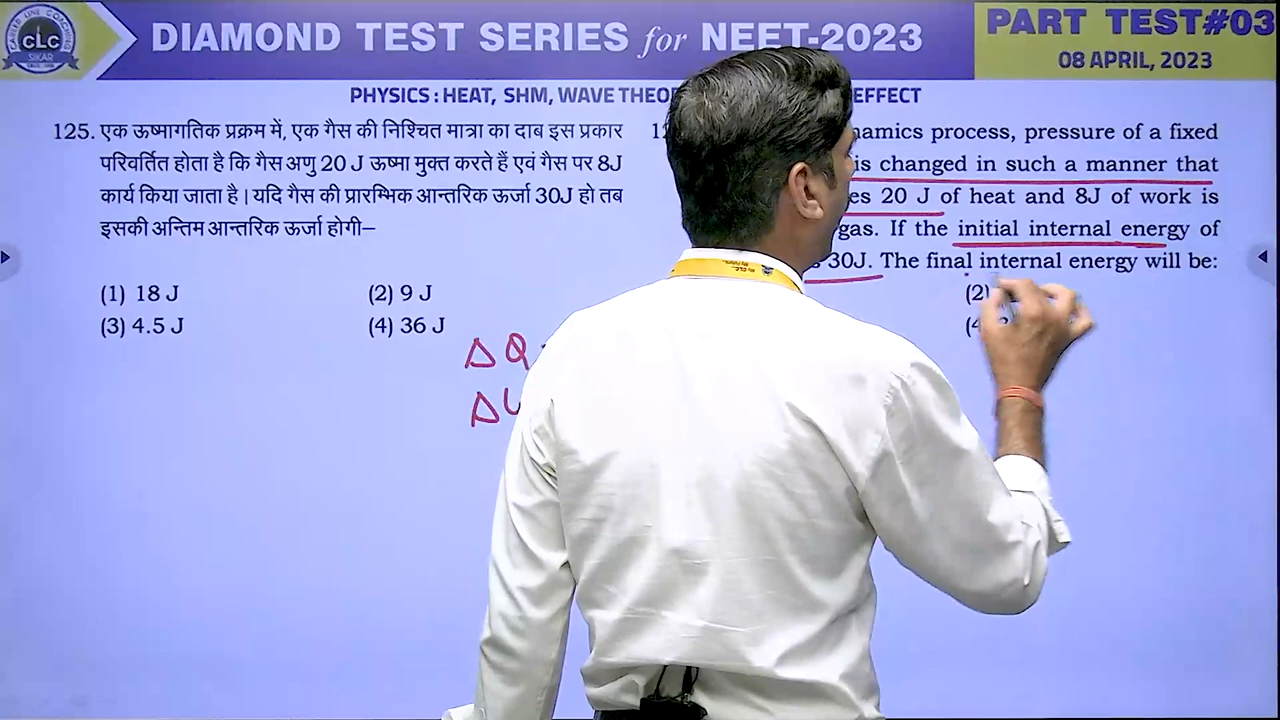 CLC
SIKAR
DIAMOND TEST SERIES for NEET-2023
PART TEST#03
08 APRIL, 2023
PHYSICS : HEAT, SHM, WAVE THEO EFFECT
125. एक ऊष्मागतिक प्रक्रम में, एक गैस की निश्चित मात्रा का दाब इस प्रकार
परिवर्तित होता है कि गैस अणु 20 J ऊष्मा मुक्त करते हैं एवं गैस पर 8J
कार्य किया जाता है। यदि गैस की प्रारम्भिक आन्तरिक ऊर्जा 30J हो तब
इसकी अन्तिम आन्तरिक ऊर्जा होगी–
(1) 18 J (2) 9 J
(3) 4.5 J (4) 36 J
namics process, pressure of a fixed
is changed in such a manner that
es 20 J of heat and 8J of work is
gas. If the initial internal energy of
30J. The final internal energy will be:
(2)
ΔQ
ΔU